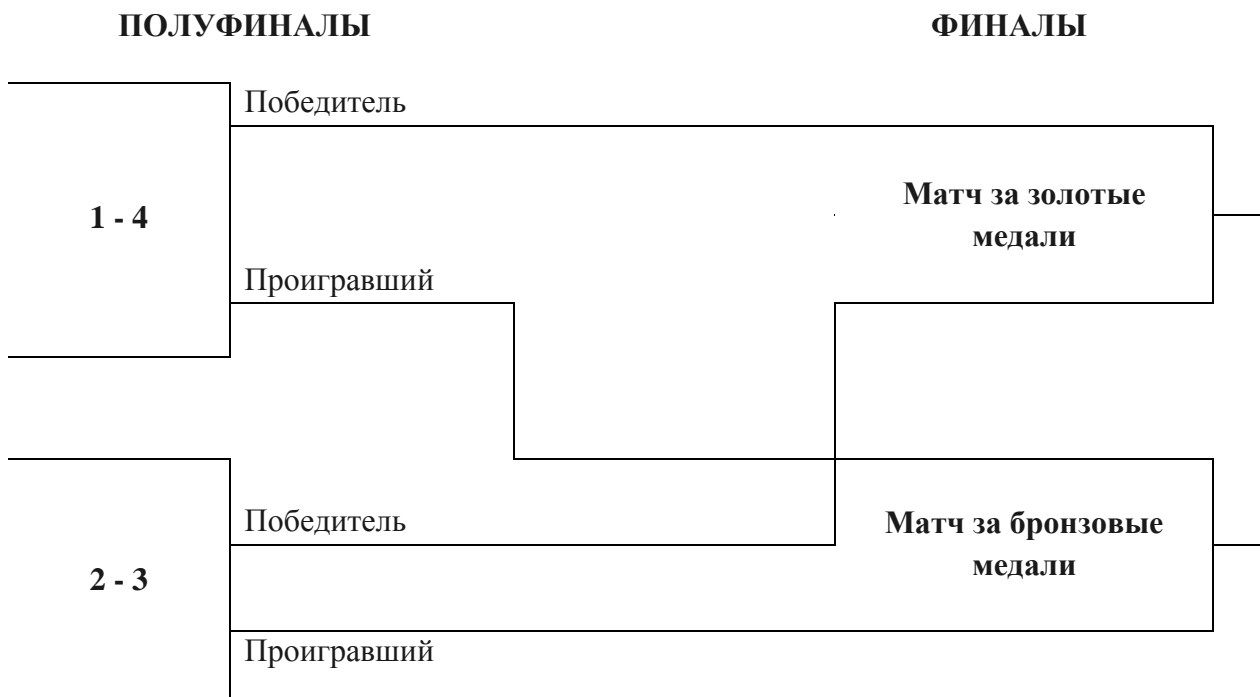 ПОЛУФИНАЛЫ
ФИНАЛЫ
Победитель
1 - 4
Проигравший
Матч за золотые
медали
Победитель
2 - 3
Проигравший
Матч за бронзовые
медали